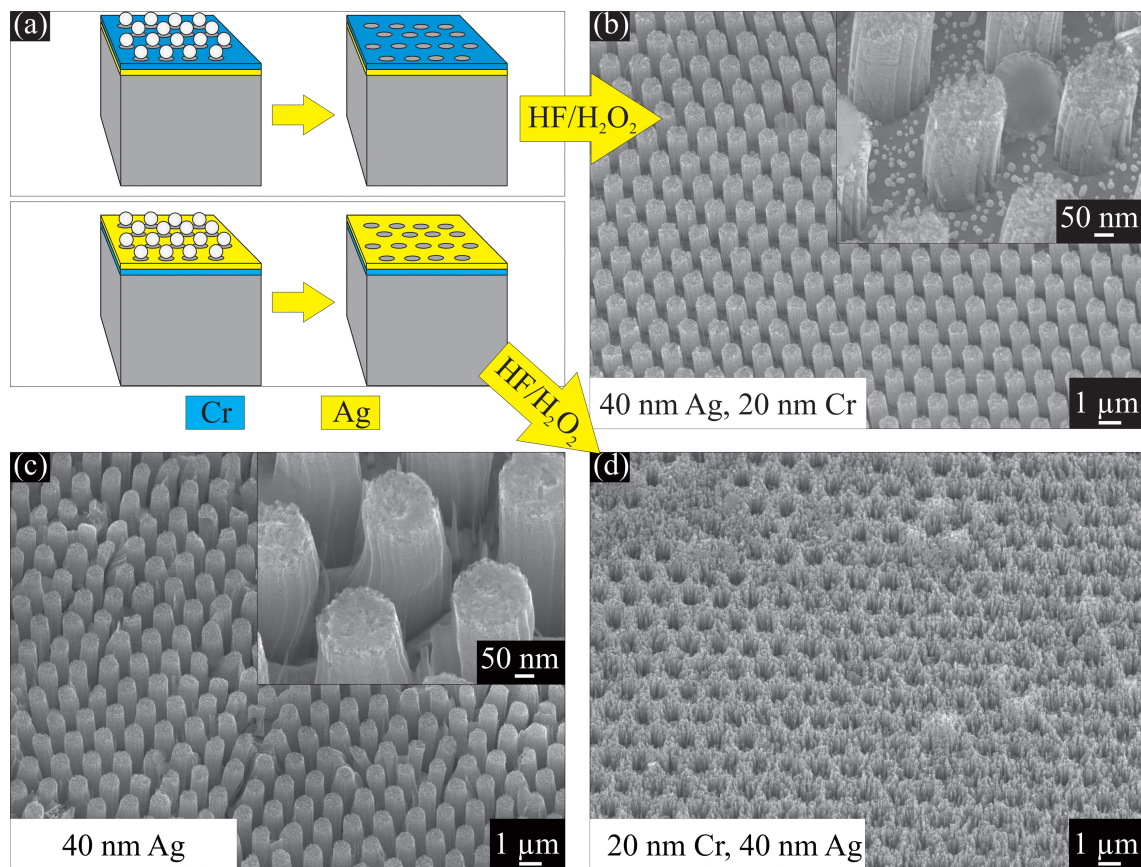 (a)
HF/H₂O₂
Cr
Ag
HF/H₂O₂
(b)
50 nm
40 nm Ag, 20 nm Cr
1 µm
(c)
50 nm
40 nm Ag
1 µm
(d)
20 nm Cr, 40 nm Ag
1 µm